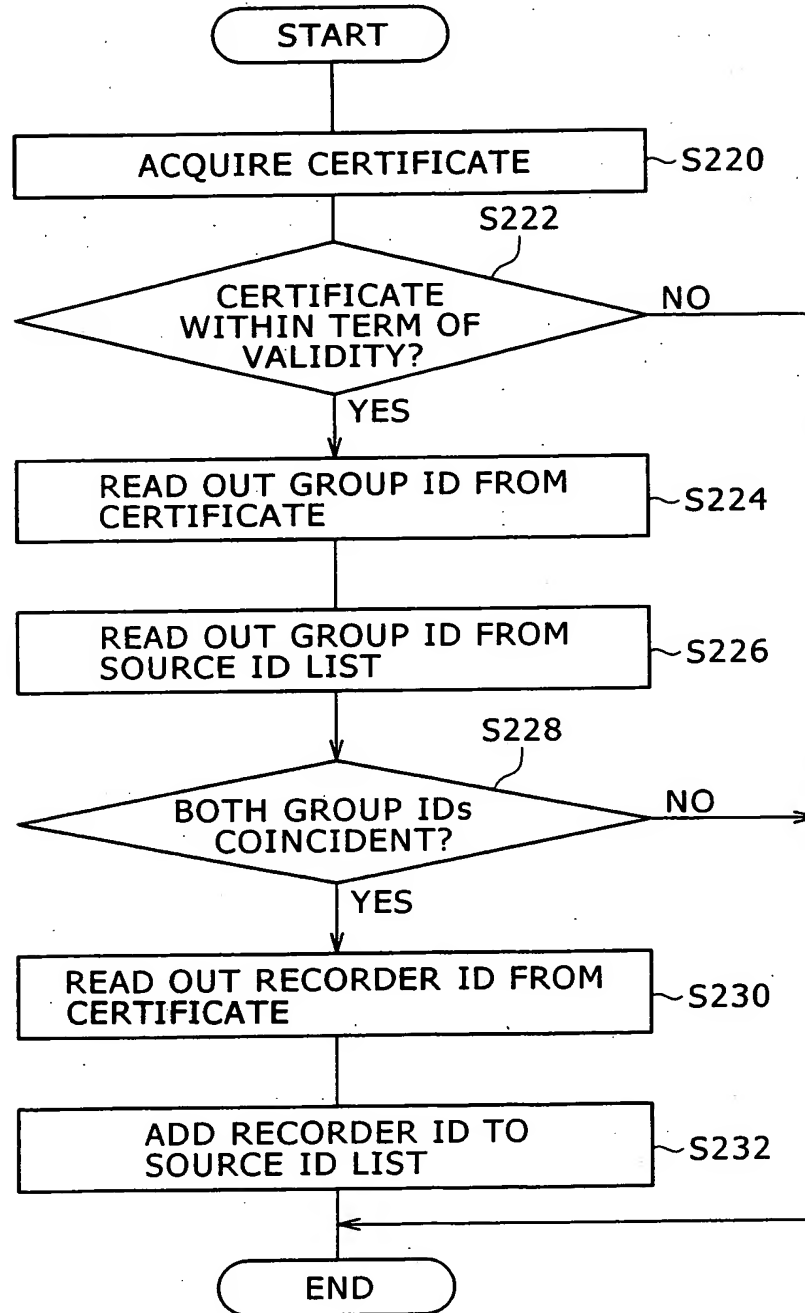 START
ACQUIRE CERTIFICATE
S220
S222
CERTIFICATE
WITHIN TERM OF
VALIDITY?
NO
YES
READ OUT GROUP ID FROM
CERTIFICATE
S224
READ OUT GROUP ID FROM
SOURCE ID LIST
S226
S228
BOTH GROUP IDs
COINCIDENT?
NO
YES
READ OUT RECORDER ID FROM
CERTIFICATE
S230
ADD RECORDER ID TO
SOURCE ID LIST
S232
END